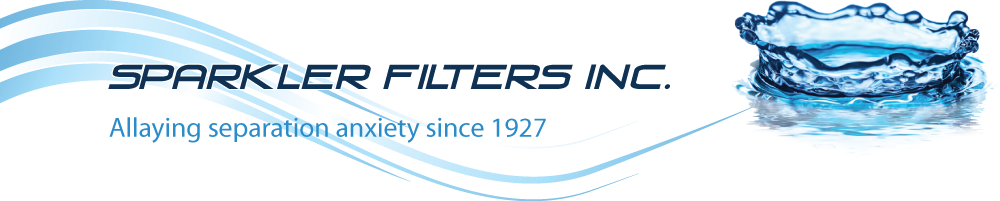 SPARKLER FILTERS INC.
Allaying separation anxiety since 1927